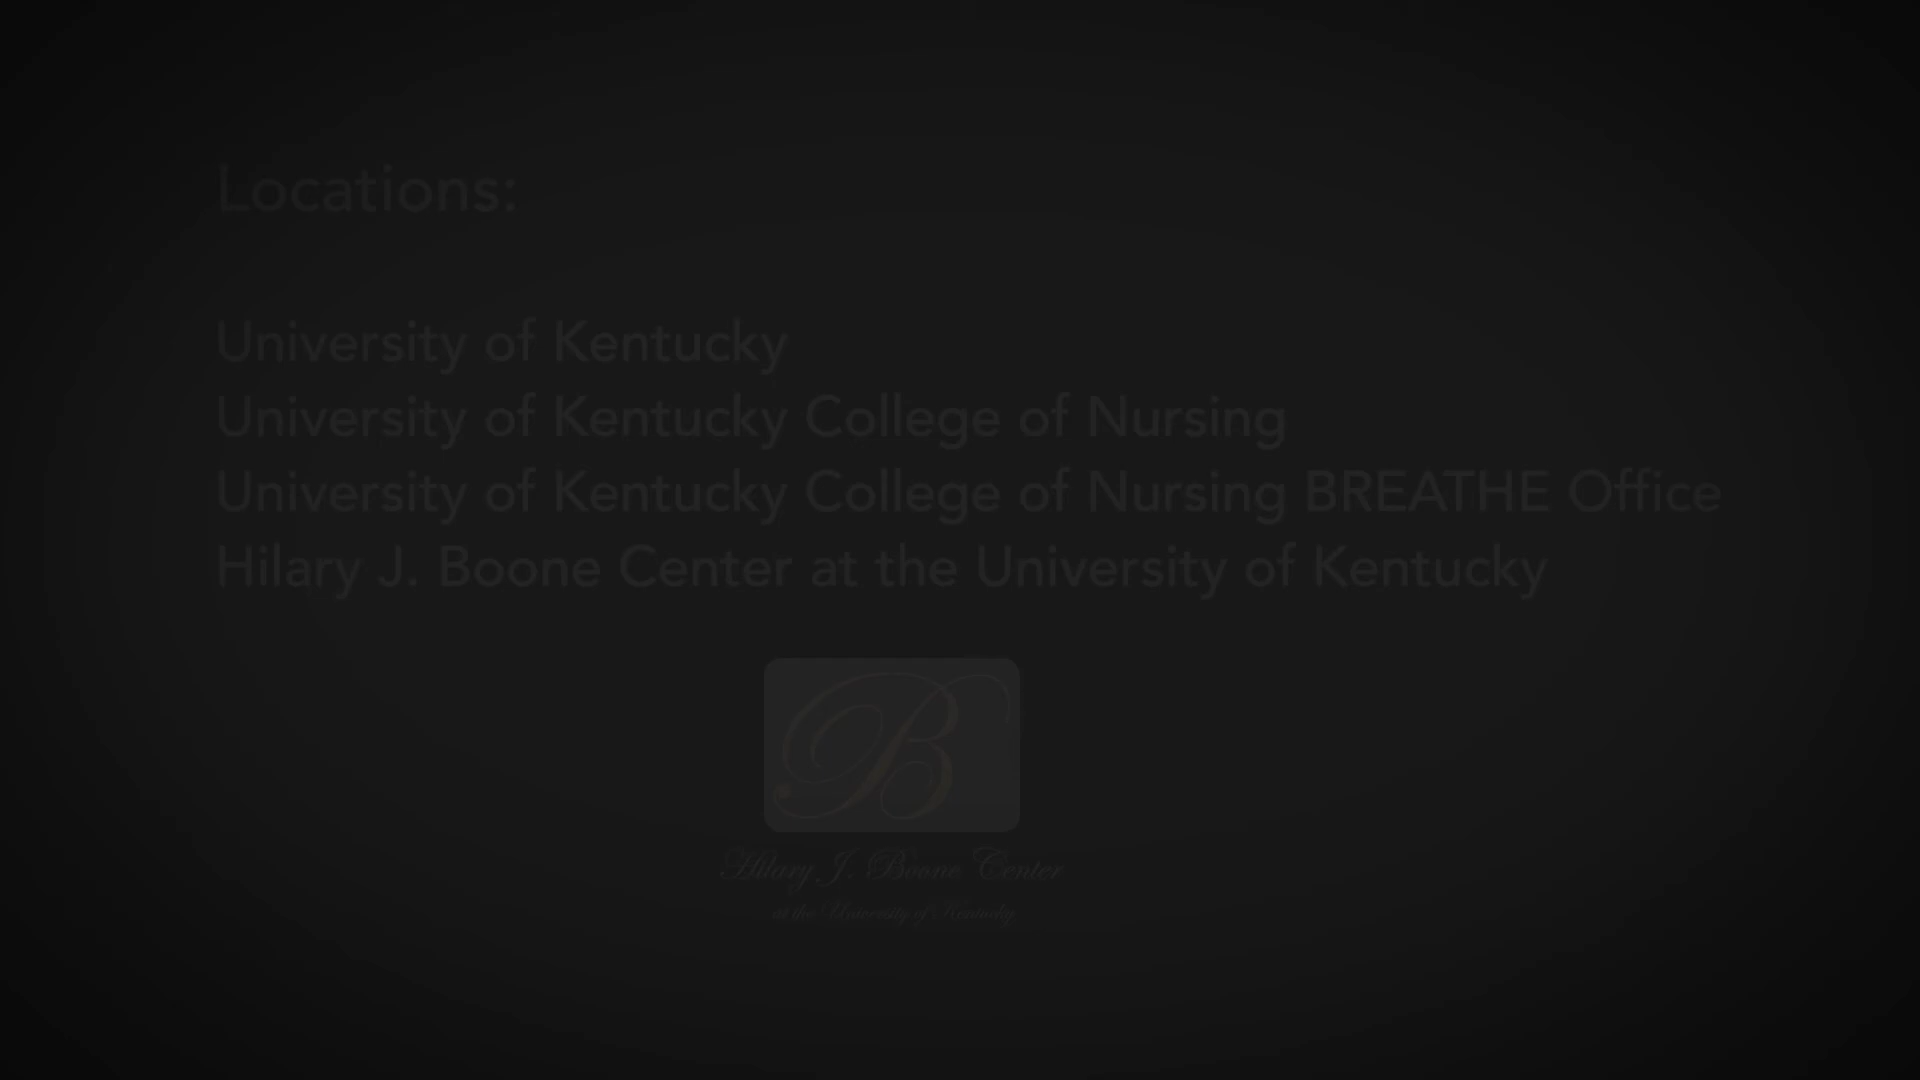 Locations:
University of Kentucky
University of Kentucky College of Nursing
University of Kentucky College of Nursing BREATHE Office
Hilary J. Boone Center at the University of Kentucky
B
Hilary J. Boone Center
at the University of Kentucky